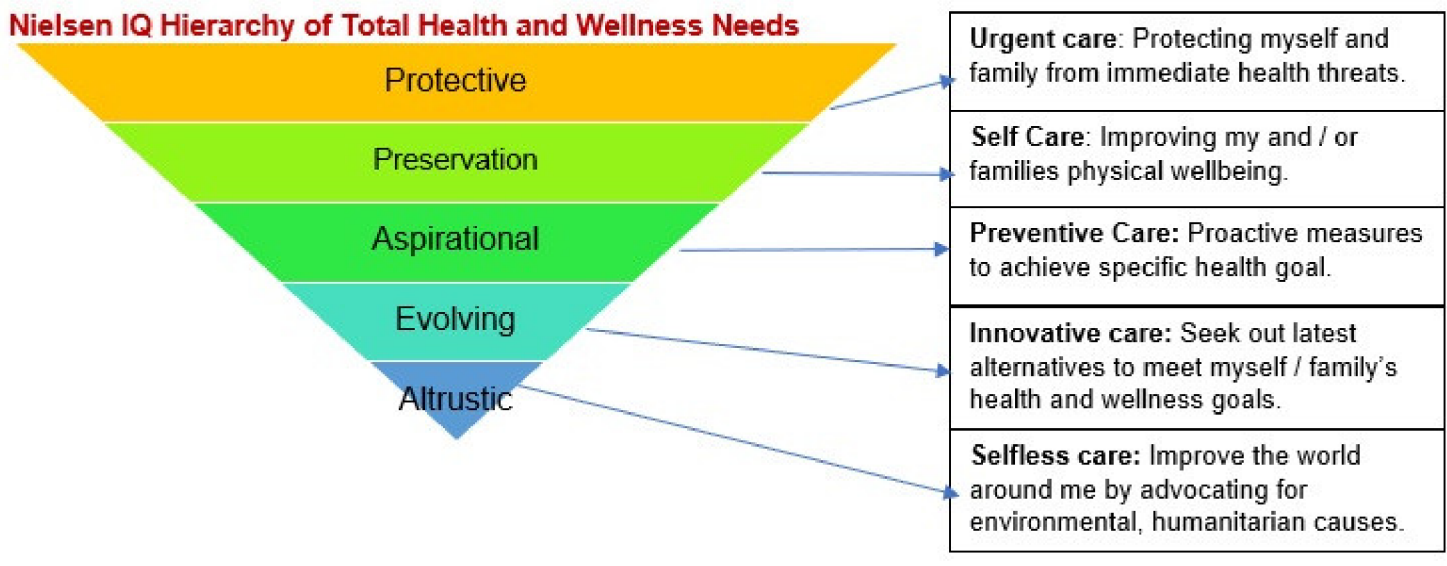 Nielsen IQ Hierarchy of Total Health and Wellness Needs
Protective
Preservation
Aspirational
Evolving
Altrustic
Urgent care: Protecting myself and
family from immediate health threats.
Self Care: Improving my and / or
families physical wellbeing.
Preventive Care: Proactive measures
to achieve specific health goal.
Innovative care: Seek out latest
alternatives to meet myself / family’s
health and wellness goals.
Selfless care: Improve the world
around me by advocating for
environmental, humanitarian causes.